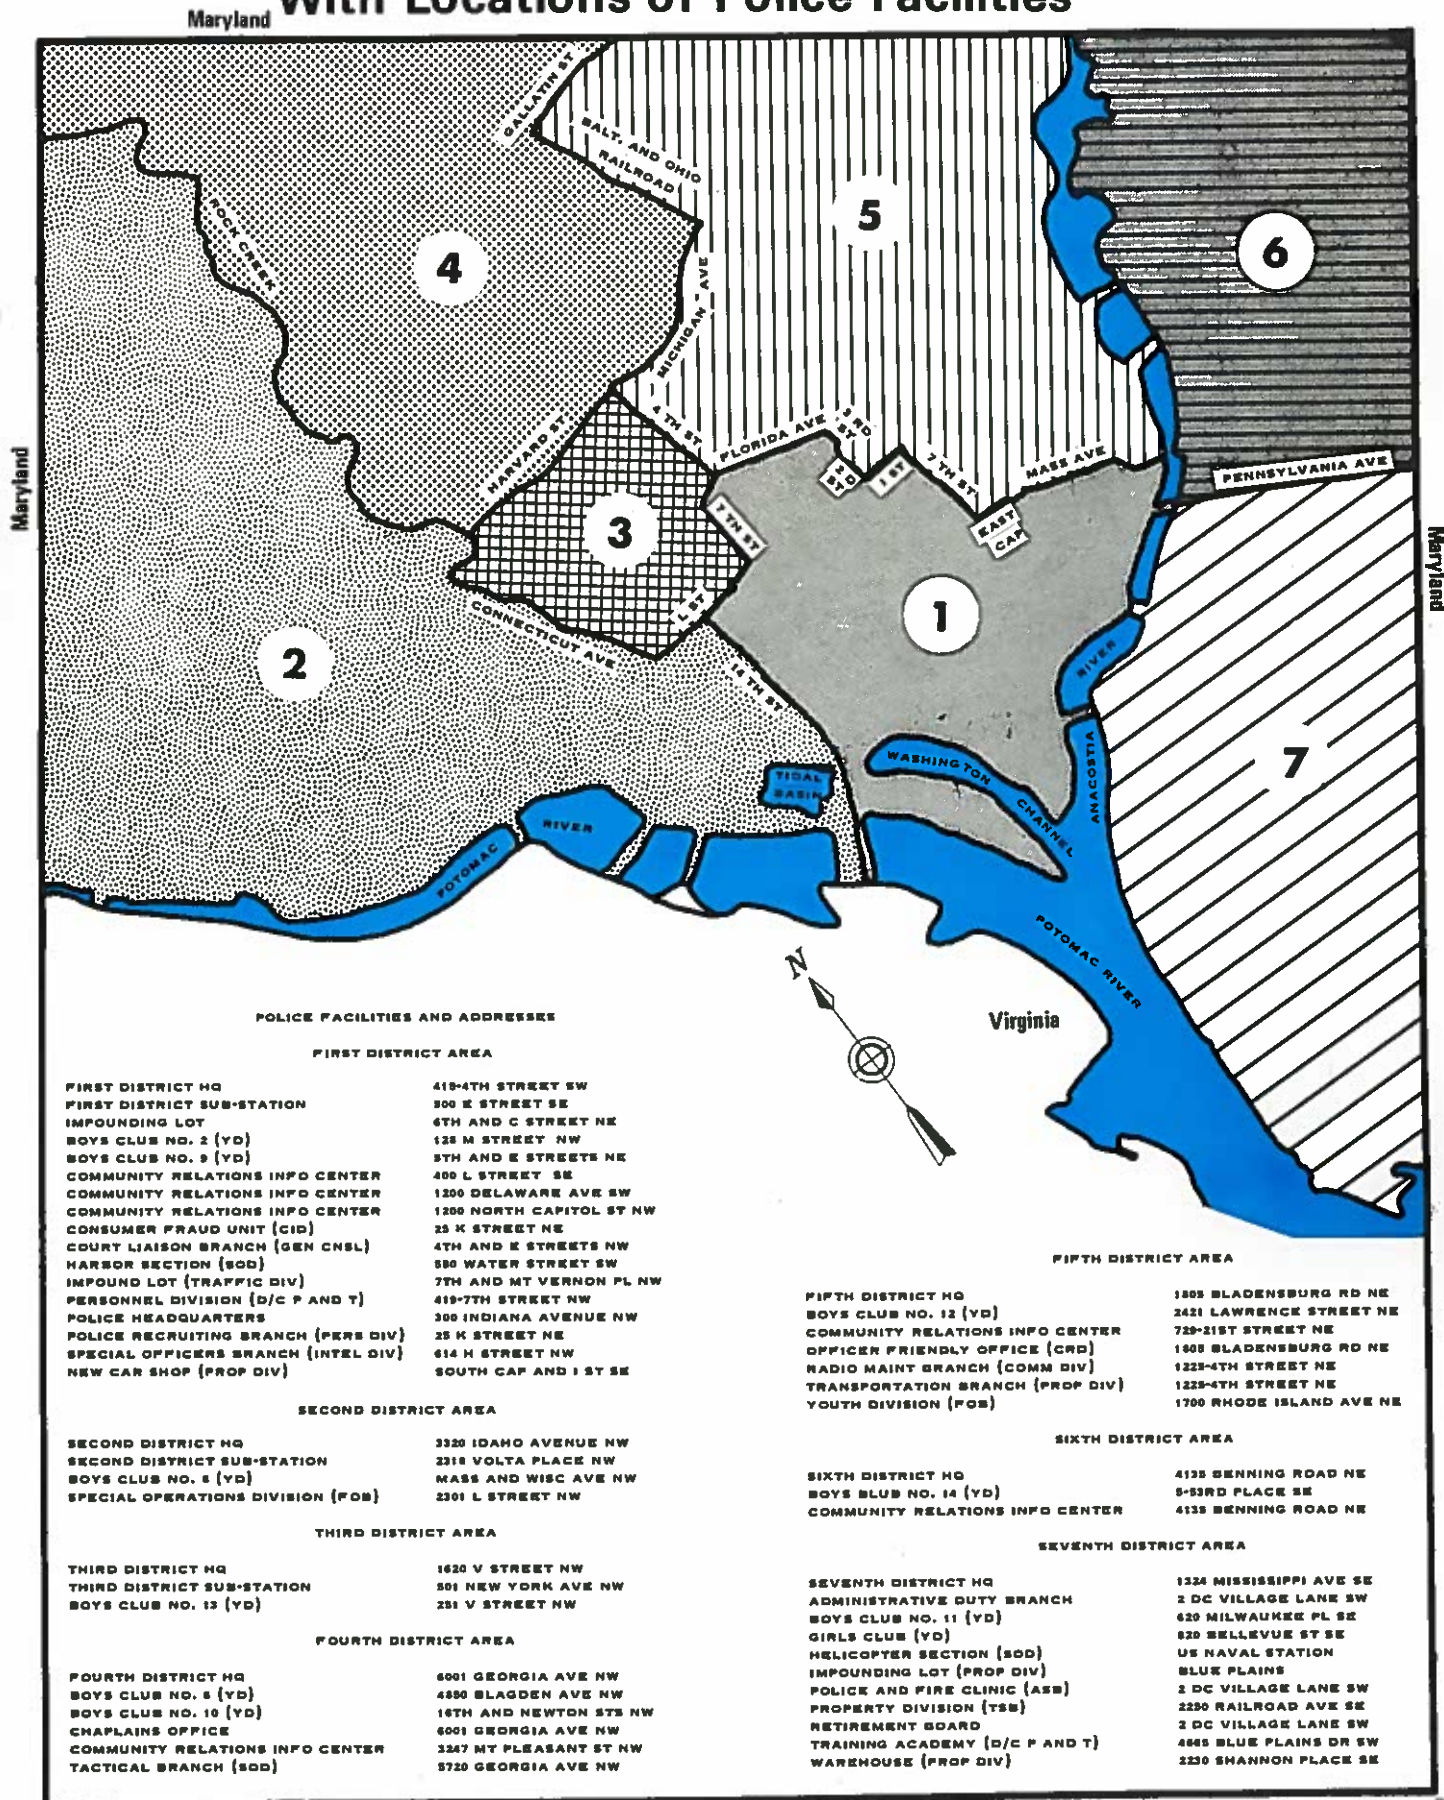 With Locations of Police Facilities
Maryland
GALLATIN ST
BALT. AND OHIO
RAILROAD
ROCK CREEK
4
5
6
MICHIGAN AVE
4 TH ST
HARVARD ST
FLORIDA AVE
3 RD
ST
2
ND
ST
I ST
7 TH ST
MASS AVE
PENNSYLVANIA AVE
EAST
CAP
Maryland
Maryland
3
7 TH ST
L ST
CONNECTICUT AVE
14 TH ST
1
2
7
RIVER
ANACOSTIA
WASHINGTON
CHANNEL
TIDAL
BASIN
RIVER
POTOMAC
POTOMAC RIVER
N
Virginia
POLICE FACILITIES AND ADDRESSES
FIRST DISTRICT AREA
FIRST DISTRICT HQ 415-4TH STREET SW
FIRST DISTRICT SUB-STATION 500 E STREET SE
IMPOUNDING LOT 6TH AND C STREET NE
BOYS CLUB NO. 2 (YD) 128 M STREET NW
BOYS CLUB NO. 9 (YD) 5TH AND E STREETS NE
COMMUNITY RELATIONS INFO CENTER 400 L STREET SE
COMMUNITY RELATIONS INFO CENTER 1200 DELAWARE AVE SW
COMMUNITY RELATIONS INFO CENTER 1200 NORTH CAPITOL ST NW
CONSUMER FRAUD UNIT (CID) 25 K STREET NE
COURT LIAISON BRANCH (GEN CNSL) 4TH AND E STREETS NW
HARBOR SECTION (SOD) 550 WATER STREET SW
IMPOUND LOT (TRAFFIC DIV) 7TH AND MT VERNON PL NW
PERSONNEL DIVISION (D/C P AND T) 419-7TH STREET NW
POLICE HEADQUARTERS 300 INDIANA AVENUE NW
POLICE RECRUITING BRANCH (PERS DIV) 25 K STREET NE
SPECIAL OFFICERS BRANCH (INTEL DIV) 614 H STREET NW
NEW CAR SHOP (PROP DIV) SOUTH CAP AND I ST SE
SECOND DISTRICT AREA
SECOND DISTRICT HQ 3320 IDAHO AVENUE NW
SECOND DISTRICT SUB-STATION VOLTA PLACE NW
BOYS CLUB NO. (YD) MASS AND WISC AVE NW
SPECIAL OPERATIONS DIVISION (FOB) 2301 L STREET NW
THIRD DISTRICT AREA
THIRD DISTRICT HQ 1620 V STREET NW
THIRD DISTRICT SUB-STATION 501 NEW YORK AVE NW
BOYS CLUB NO. 13 (YD) 251 V STREET NW
FOURTH DISTRICT AREA
FOURTH DISTRICT HQ 6001 GEORGIA AVE NW
BOYS CLUB NO. (YD) 4850 BLAGDEN AVE NW
BOYS CLUB NO. 10 (YD) 16TH AND NEWTON STS NW
CHAPLAINS OFFICE 6001 GEORGIA AVE NW
COMMUNITY RELATIONS INFO CENTER 3247 MT PLEASANT ST NW
TACTICAL BRANCH (SOD) 5720 GEORGIA AVE NW
FIFTH DISTRICT AREA
FIFTH DISTRICT HQ 1805 BLADENSBURG RD NE
BOYS CLUB NO. 12 (YD) 2421 LAWRENCE STREET NE
COMMUNITY RELATIONS INFO CENTER 729-21ST STREET NE
OFFICER FRIENDLY OFFICE (CRD) 1805 BLADENSBURG RD NE
RADIO MAINT BRANCH (COMM DIV) 1225-4TH STREET NE
TRANSPORTATION BRANCH (PROP DIV) 1225-4TH STREET NE
YOUTH DIVISION (FOB) 1700 RHODE ISLAND AVE NE
SIXTH DISTRICT AREA
SIXTH DISTRICT HQ 4135 BENNING ROAD NE
BOYS BLUB NO. 14 (YD) 5-53RD PLACE SE
COMMUNITY RELATIONS INFO CENTER 4135 BENNING ROAD NE
SEVENTH DISTRICT AREA
SEVENTH DISTRICT HQ 1324 MISSISSIPPI AVE SE
ADMINISTRATIVE DUTY BRANCH 2 DC VILLAGE LANE SW
BOYS CLUB NO. 11 (YD) 620 MILWAUKEE PL SE
GIRLS CLUB (YD) 820 BELLEVUE ST SE
HELICOPTER SECTION (SOD) US NAVAL STATION
IMPOUNDING LOT (PROP DIV) BLUE PLAINS
POLICE AND FIRE CLINIC (ASB) 2 DC VILLAGE LANE SW
PROPERTY DIVISION (TSB) 2250 RAILROAD AVE SE
RETIREMENT BOARD 2 DC VILLAGE LANE SW
TRAINING ACADEMY (D/C P AND T) 4665 BLUE PLAINS DR SW
WAREHOUSE (PROP DIV) 2230 SHANNON PLACE SE